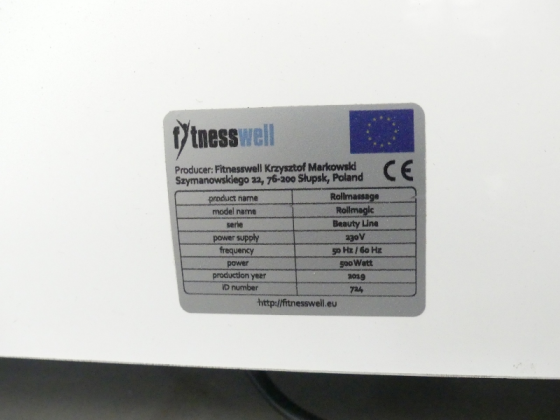 fitnesswell
Producer: Fitnesswell Krzysztof Markowski
Szymanowskiego 22, 76-200 Słupsk, Poland
CE
product name Rollmassage
model name Rollmagic
serie Beauty Line
power supply 230V
frequency 50 Hz / 60 Hz
power 500 Watt
production year 2019
ID number 724
http://fitnesswell.eu